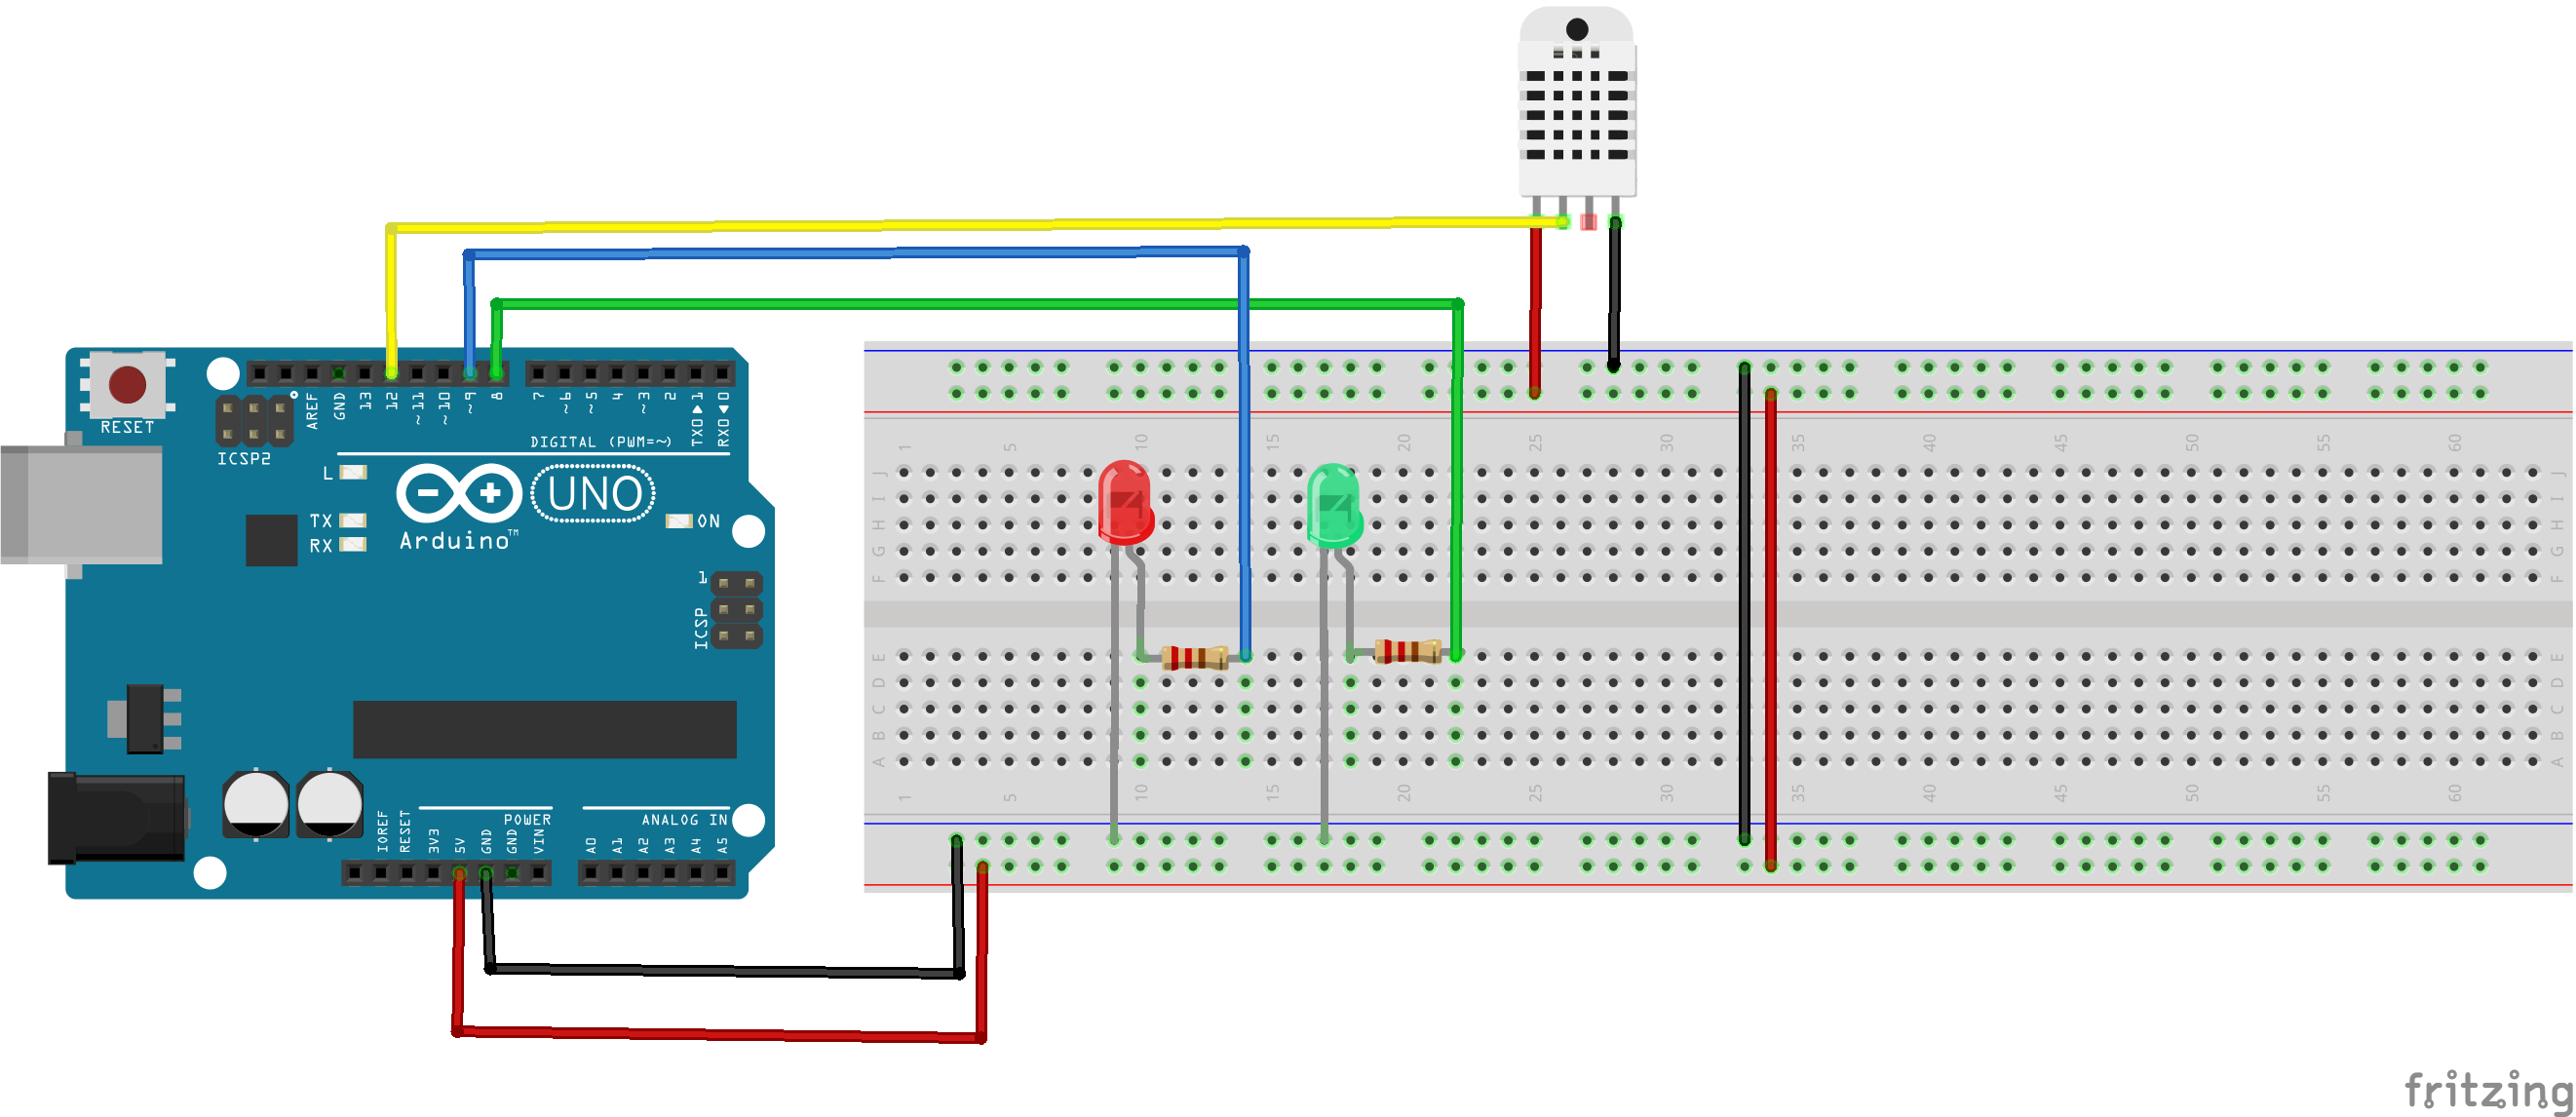 RESET
ICSP2
AREF
GND
13
12
~11
~10
~9
8
7
~6
~5
4
~3
2
TX0▶1
RX0◀0
DIGITAL (PWM=~)
L
TX
RX
UNO
Arduino™
ON
1
ICSP
IOREF
RESET
3V3
5V
GND
GND
VIN
POWER
ANALOG IN
A0
A1
A2
A3
A4
A5
1 5 10 15 20 25 30 35 40 45 50 55 60
J J
I I
H H
G G
F F
E E
D D
C C
B B
A A
1 5 10 15 20 25 30 35 40 45 50 55 60
fritzing